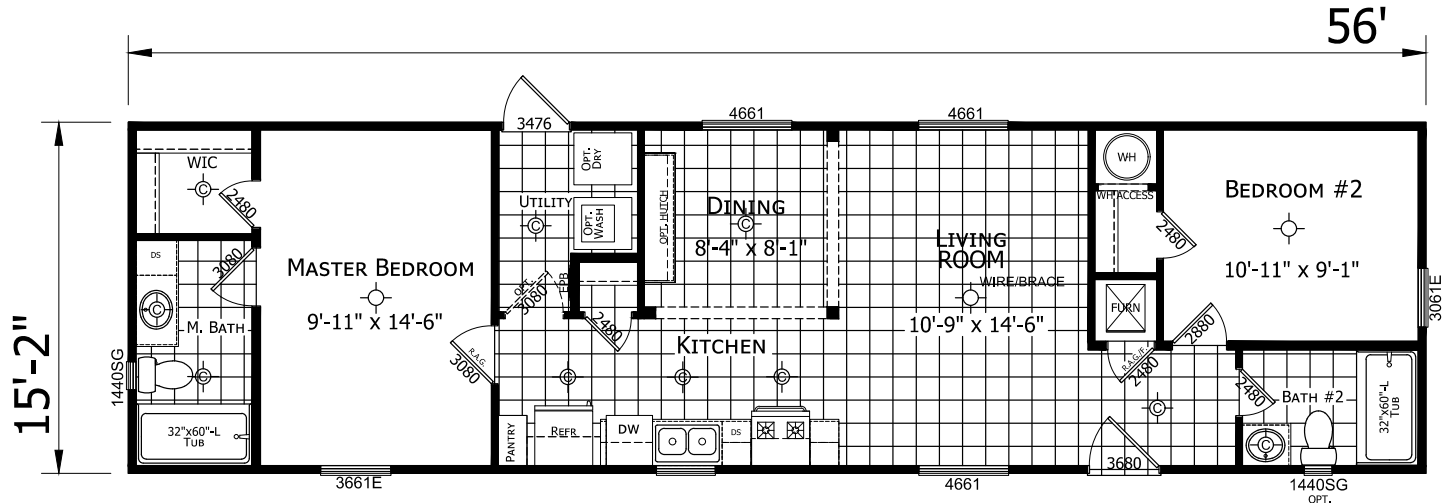 56'
15'-2"
3476
4661
4661
WIC
2480
3080
DS
M. BATH
1440SG
32"x60"-L
TUB
MASTER BEDROOM
9'-11" x 14'-6"
3661E
R.A.G.
3080
UTILITY
OPT.
DRY
OPT.
WASH
OPT.
3080
EPB
2480
OPT. HUTCH
DINING
8'-4" x 8'-1"
KITCHEN
PANTRY
REFR
DW
DS
LIVING
ROOM
WIRE/BRACE
10'-9" x 14'-6"
4661
WH
WH ACCESS
2480
FURN
R.A.G./F.
2480
BEDROOM #2
10'-11" x 9'-1"
3061E
2880
2480
BATH #2
32"x60"-L
TUB
3680
1440SG
OPT.